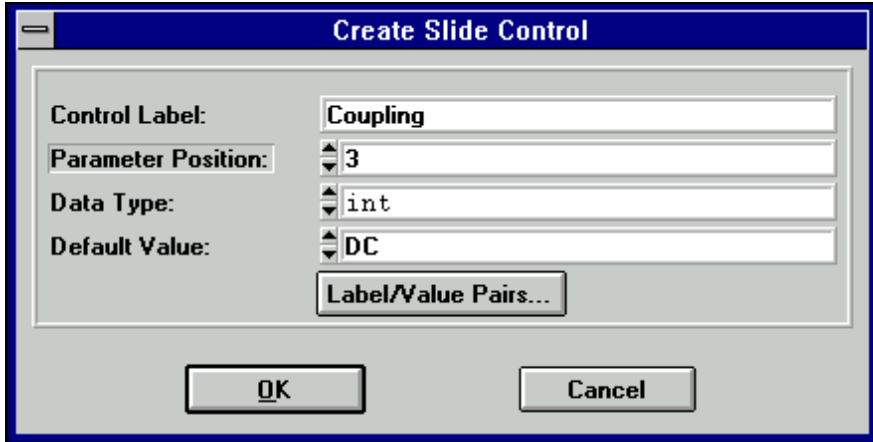 Create Slide Control
Control Label: Coupling
Parameter Position: 3
Data Type: int
Default Value: DC
Label/Value Pairs...
OK Cancel